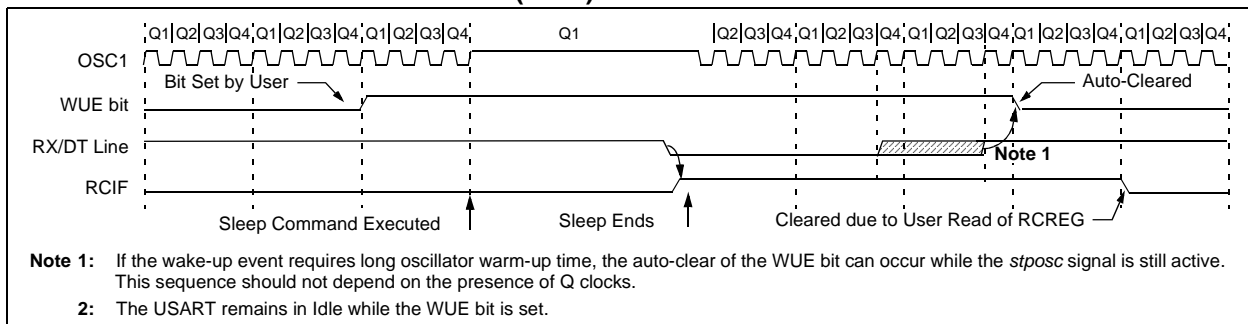 Q1 Q2 Q3 Q4 Q1 Q2 Q3 Q4 Q1 Q2 Q3 Q4 Q1 Q2 Q3 Q4 Q1 Q2 Q3 Q4 Q1 Q2 Q3 Q4 Q1 Q2 Q3 Q4 Q1 Q2 Q3 Q4
OSC1
Bit Set by User
Auto-Cleared
WUE bit
RX/DT Line
Note 1
RCIF
Sleep Command Executed
Sleep Ends
Cleared due to User Read of RCREG
Note 1: If the wake-up event requires long oscillator warm-up time, the auto-clear of the WUE bit can occur while the stposc signal is still active.
This sequence should not depend on the presence of Q clocks.
2: The USART remains in Idle while the WUE bit is set.